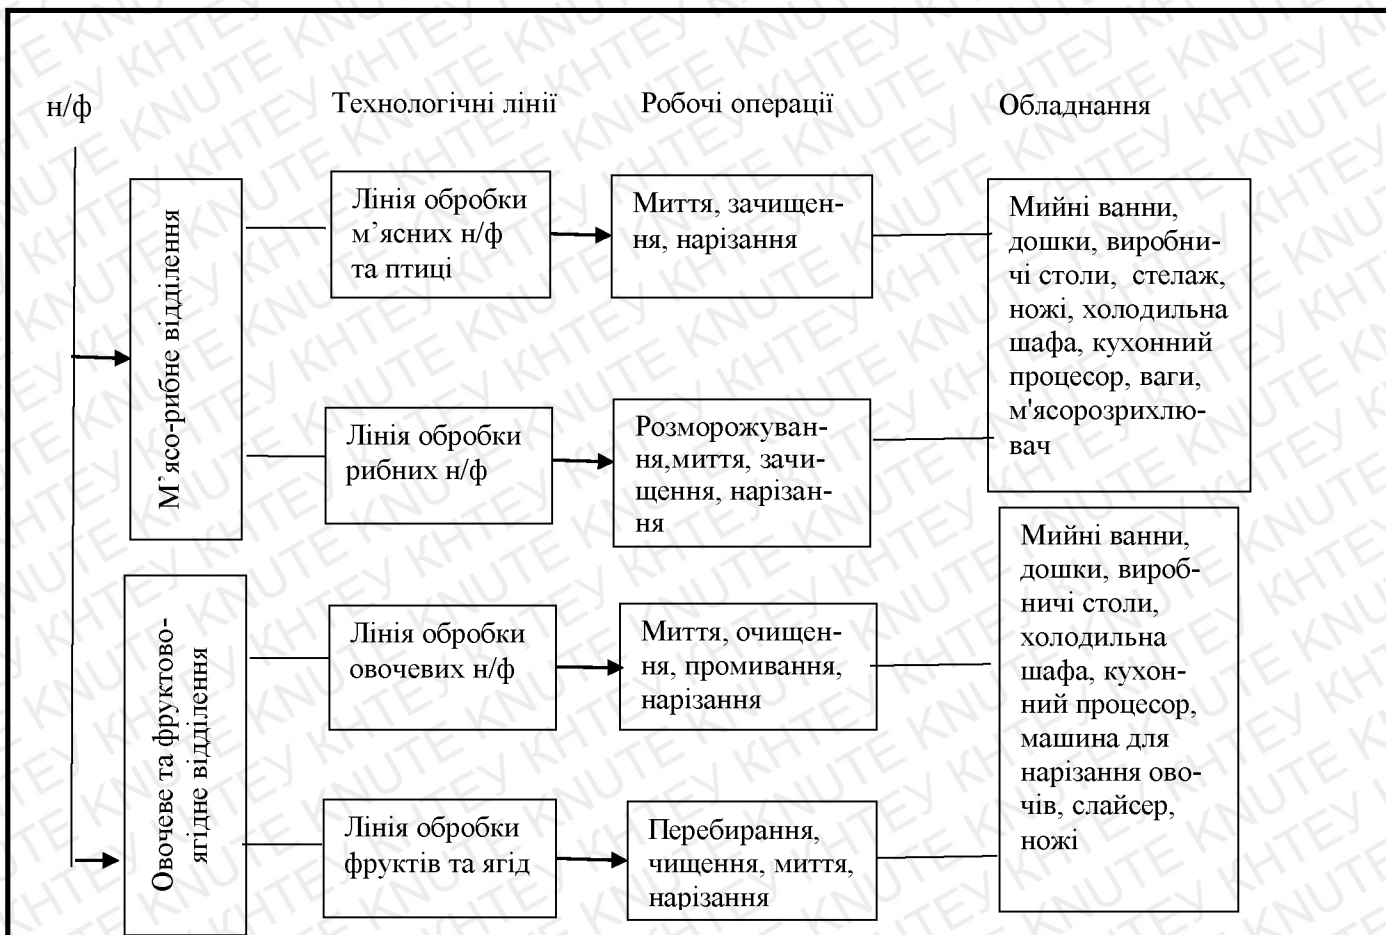 н/ф
Технологічні лінії
Робочі операції
Обладнання
М’ясо-рибне відділення
Лінія обробки
м’ясних н/ф
та птиці
Миття, зачищен-
ня, нарізання
Мийні ванни,
дошки, виробни-
чі столи, стелаж,
ножі, холодильна
шафа, кухонний
процесор, ваги,
м'ясорозрихлю-
вач
Лінія обробки
рибних н/ф
Розморожуван-
ня,миття, зачи-
щення, нарізан-
ня
Овочеве та фруктово-
ягідне відділення
Лінія обробки
овочевих н/ф
Миття, очищен-
ня, промивання,
нарізання
Мийні ванни,
дошки, вироб-
ничі столи,
холодильна
шафа, кухон-
ний процесор,
машина для
нарізання ово-
чів, слайсер,
ножі
Лінія обробки
фруктів та ягід
Перебирання,
чищення, миття,
нарізання
KNUTE КНТЕУ